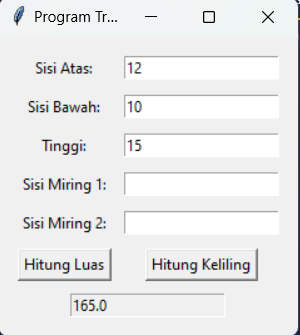 Program Tr...
Sisi Atas: 12
Sisi Bawah: 10
Tinggi: 15
Sisi Miring 1:
Sisi Miring 2:
Hitung Luas Hitung Keliling
165.0